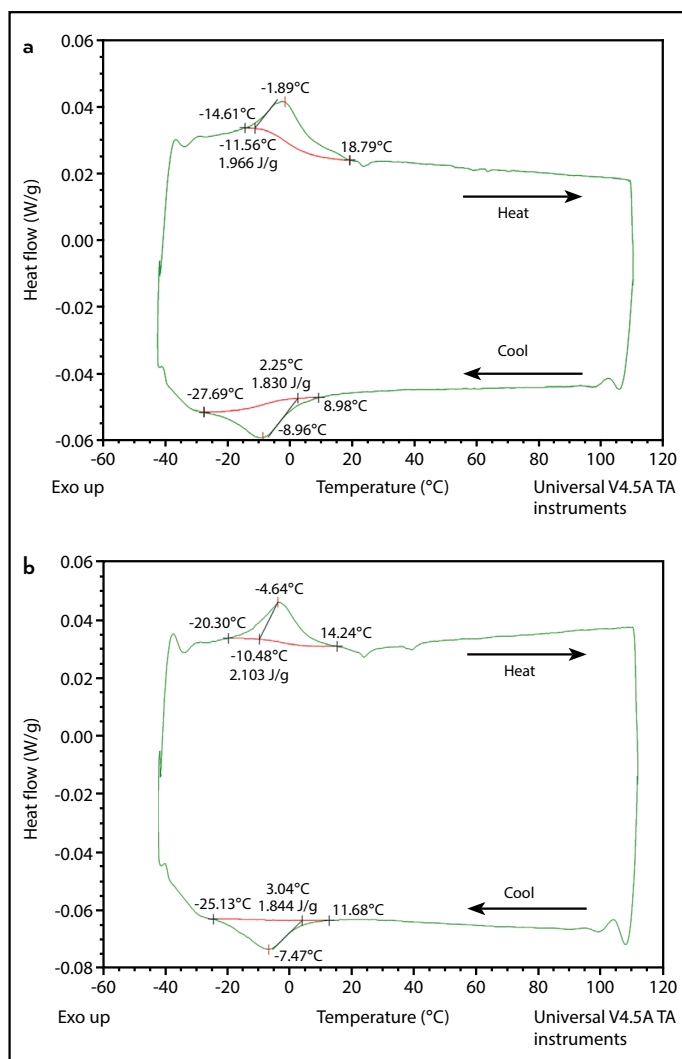 a
0.06
0.04
0.02
0.00
-0.02
-0.04
-0.06
Heat flow (W/g)
-1.89°C
-14.61°C
-11.56°C
1.966 J/g
18.79°C
Heat
Cool
2.25°C
1.830 J/g
-27.69°C
8.98°C
-8.96°C
-60 -40 -20 0 20 40 60 80 100 120
Exo up Temperature (°C) Universal V4.5A TA
instruments
b
0.06
0.04
0.02
0.00
-0.02
-0.04
-0.06
-0.08
Heat flow (W/g)
-4.64°C
-20.30°C
-10.48°C
2.103 J/g
14.24°C
Heat
Cool
3.04°C
1.844 J/g
-25.13°C
11.68°C
-7.47°C
-60 -40 -20 0 20 40 60 80 100 120
Exo up Temperature (°C) Universal V4.5A TA
instruments